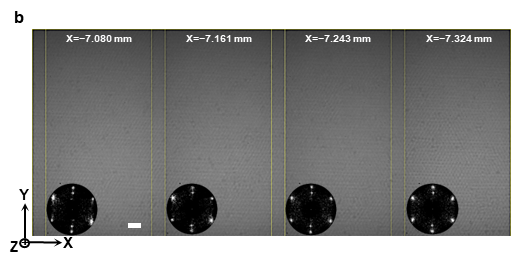 b
X=−7.080 mm
X=−7.161 mm
X=−7.243 mm
X=−7.324 mm
Y
Z
X